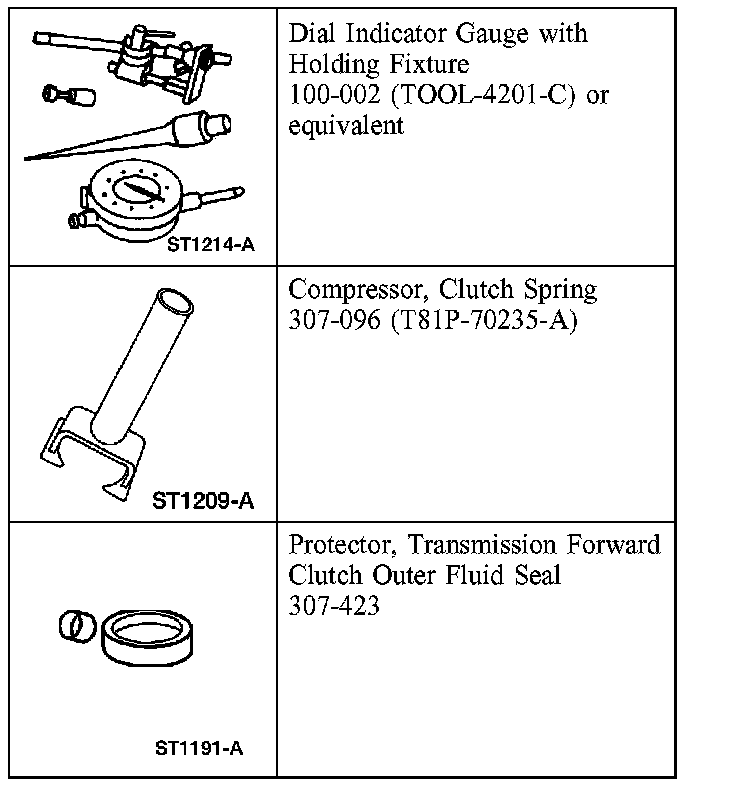 Dial Indicator Gauge with
Holding Fixture
100-002 (TOOL-4201-C) or
equivalent
ST1214-A
Compressor, Clutch Spring
307-096 (T81P-70235-A)
ST1209-A
Protector, Transmission Forward
Clutch Outer Fluid Seal
307-423
ST1191-A